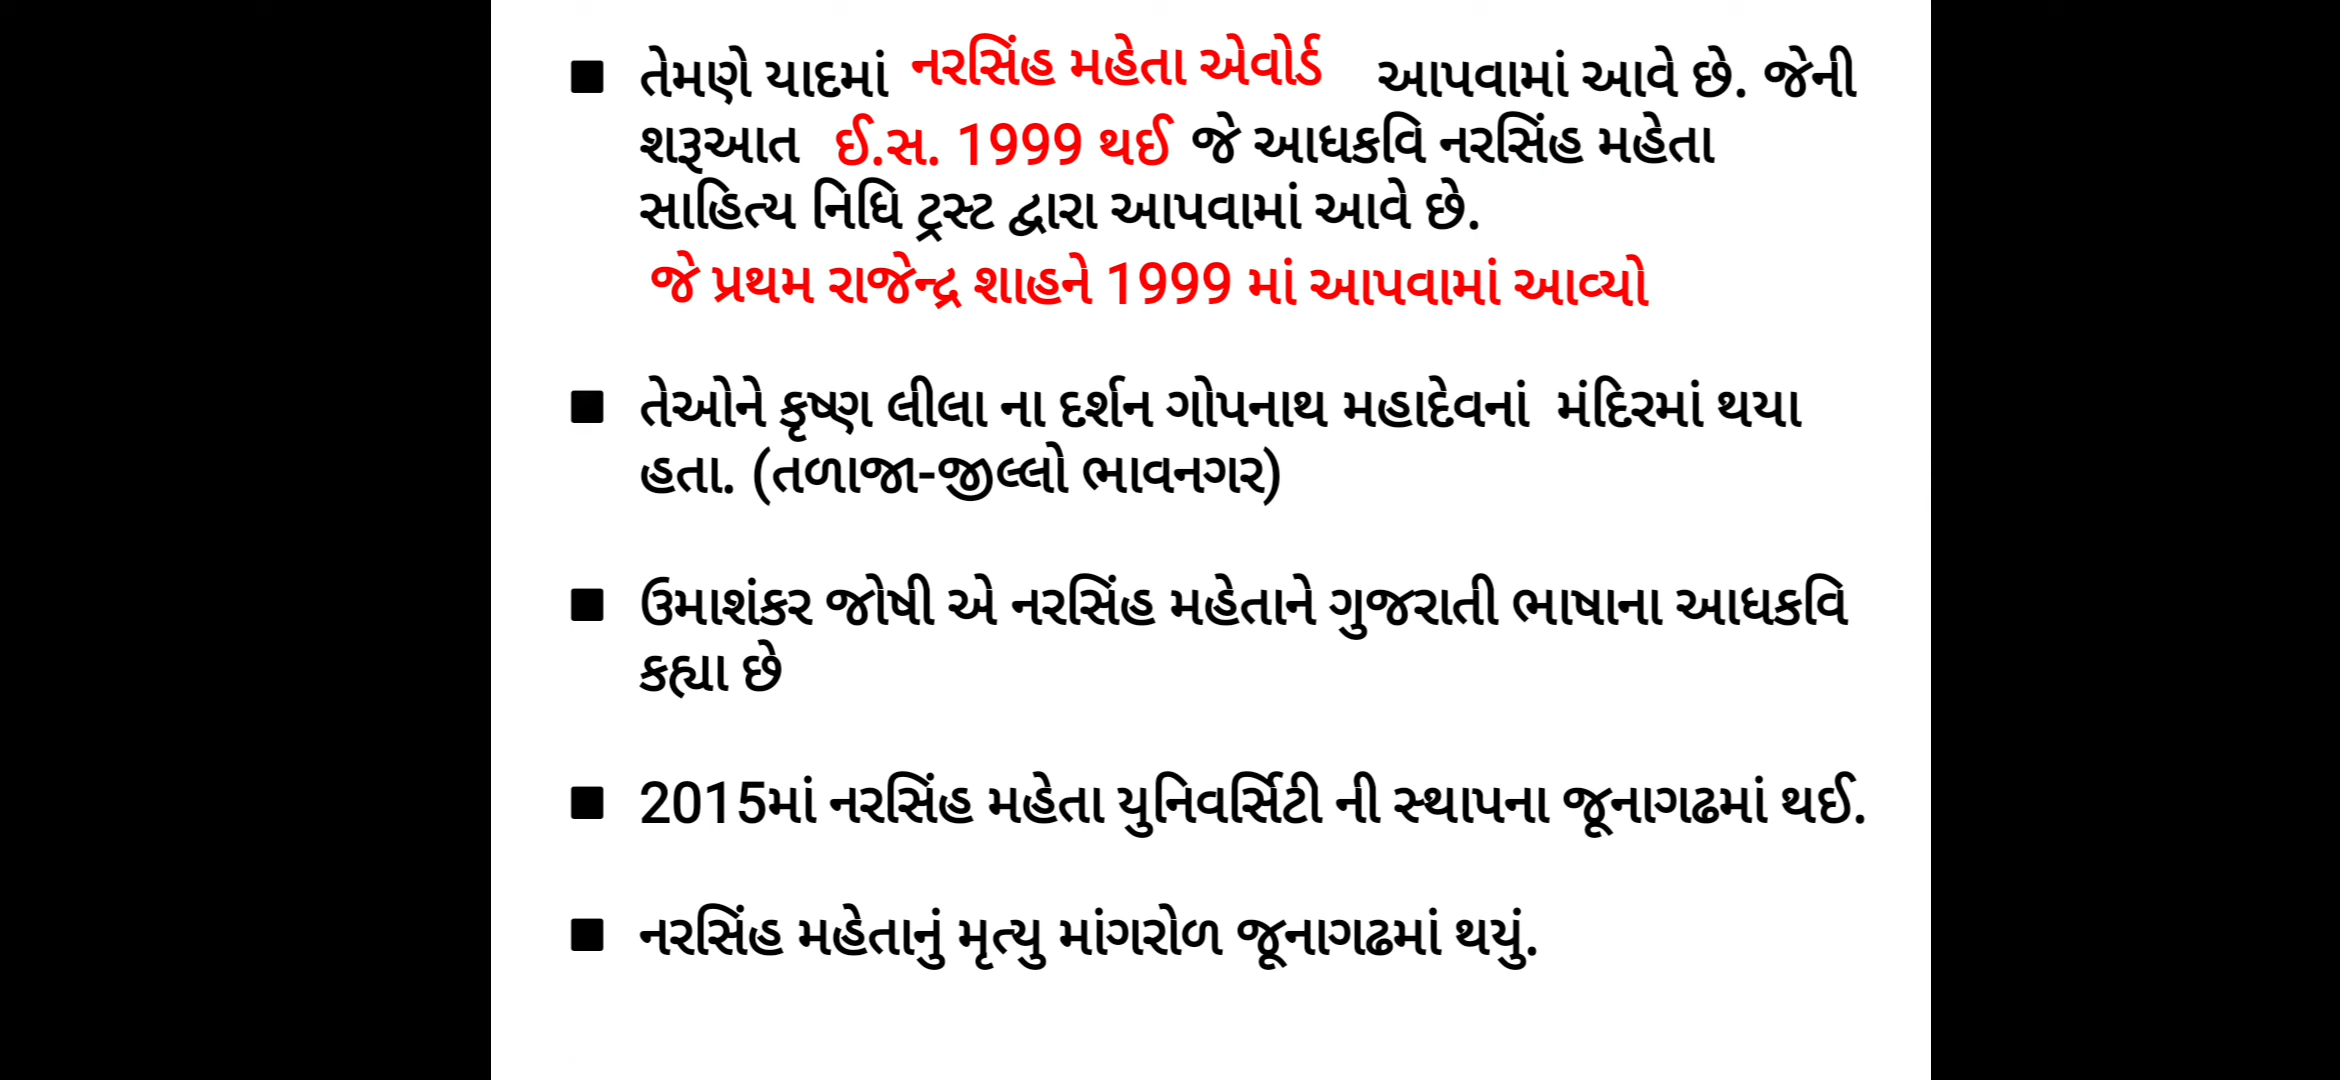 ■ તેમણે યાદમાં નરસિંહ મહેતા એવોર્ડ આપવામાં આવે છે. જેની
શરૂઆત ઈ.સ. 1999 થઈ જે આધકવિ નરસિંહ મહેતા
સાહિત્ય નિધિ ટ્રસ્ટ દ્વારા આપવામાં આવે છે.
જે પ્રથમ રાજેન્દ્ર શાહને 1999 માં આપવામાં આવ્યો
■ તેઓને કૃષ્ણ લીલા ના દર્શન ગોપનાથ મહાદેવનાં મંદિરમાં થયા
હતા. (તળાજા-જીલ્લો ભાવનગર)
■ ઉમાશંકર જોષી એ નરસિંહ મહેતાને ગુજરાતી ભાષાના આધકવિ
કહ્યા છે
■ 2015માં નરસિંહ મહેતા યુનિવર્સિટી ની સ્થાપના જૂનાગઢમાં થઈ.
■ નરસિંહ મહેતાનું મૃત્યુ માંગરોળ જૂનાગઢમાં થયું.